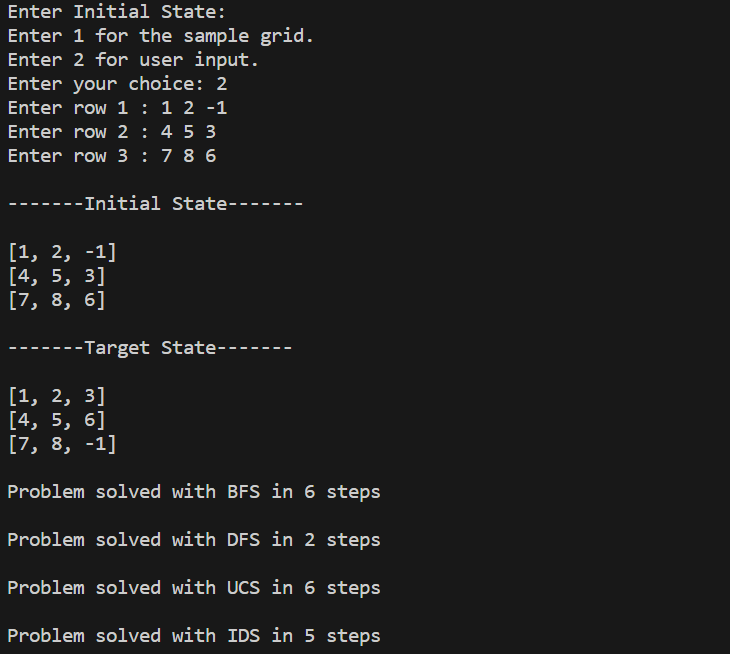 Enter Initial State:
Enter 1 for the sample grid.
Enter 2 for user input.
Enter your choice: 2
Enter row 1 : 1 2 -1
Enter row 2 : 4 5 3
Enter row 3 : 7 8 6
-------Initial State-------
[1, 2, -1]
[4, 5, 3]
[7, 8, 6]
-------Target State-------
[1, 2, 3]
[4, 5, 6]
[7, 8, -1]
Problem solved with BFS in 6 steps
Problem solved with DFS in 2 steps
Problem solved with UCS in 6 steps
Problem solved with IDS in 5 steps